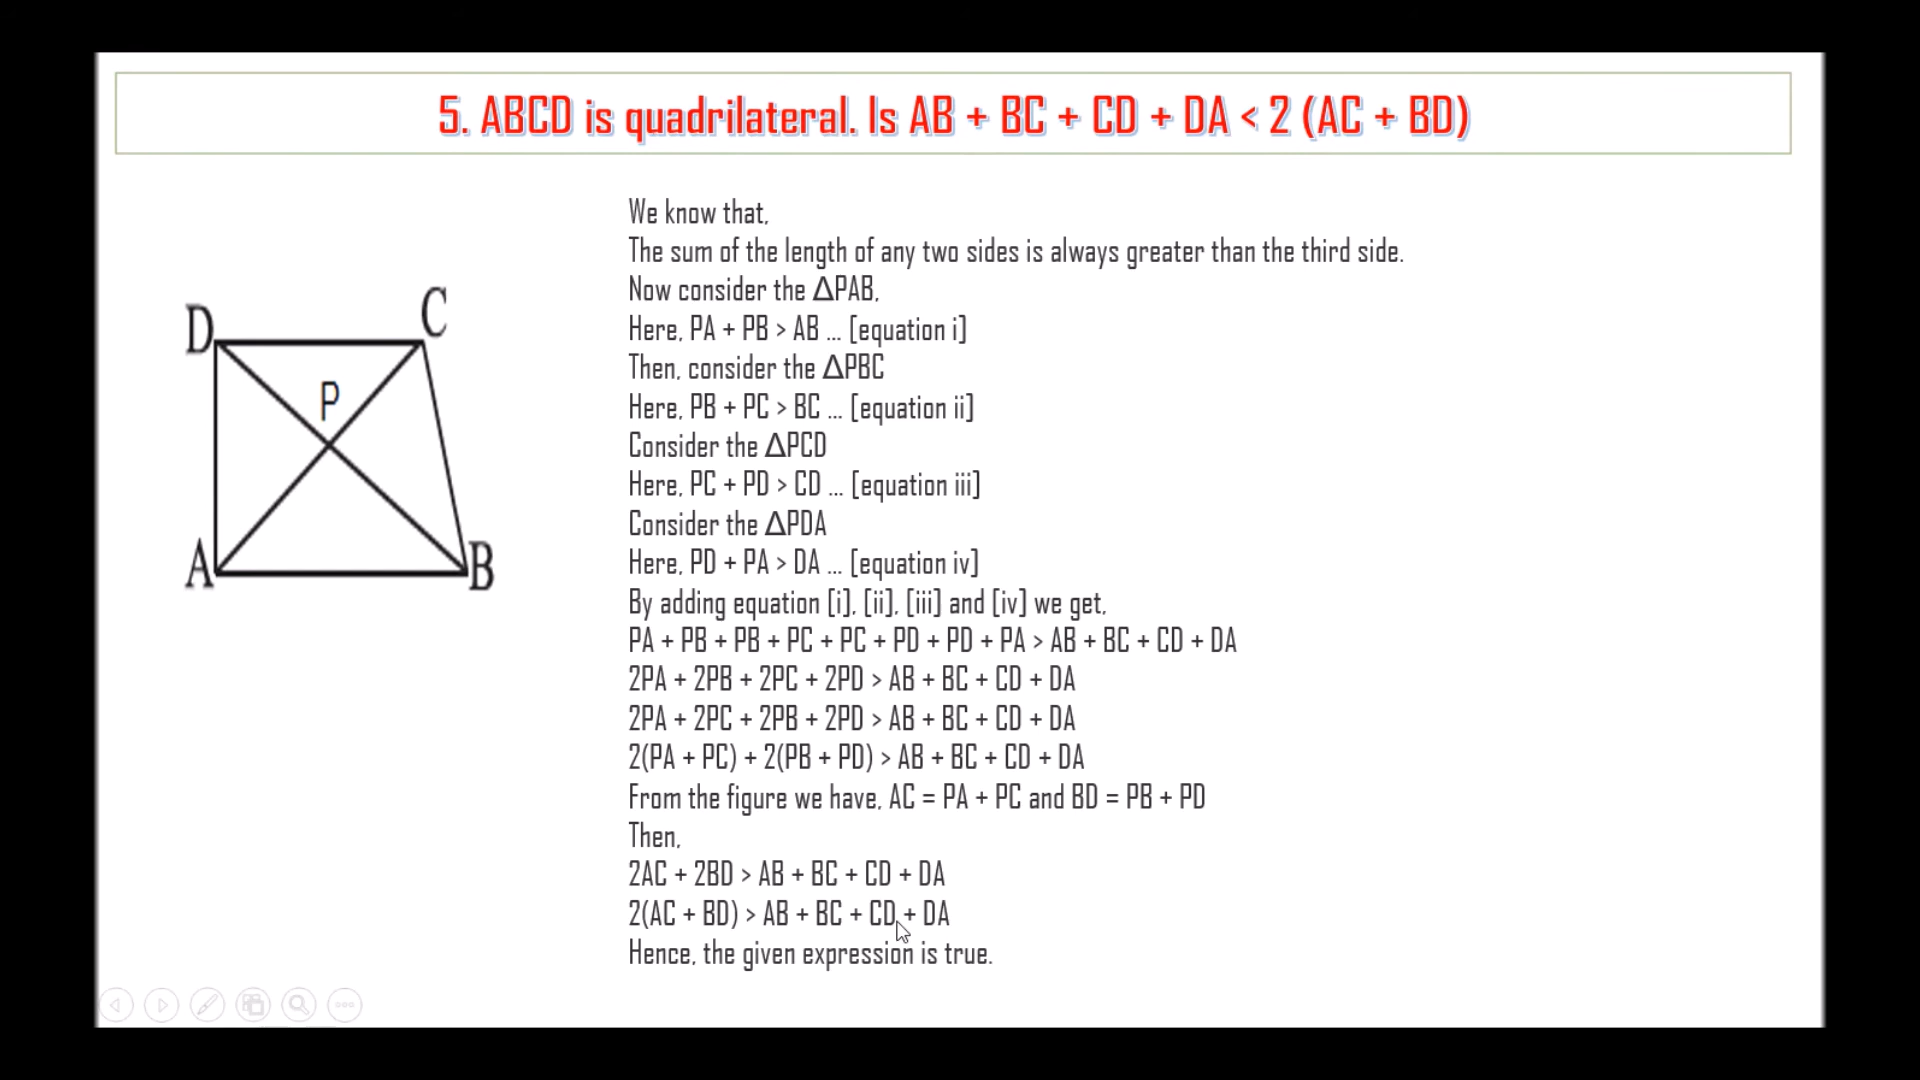 5. ABCD is quadrilateral. Is AB + BC + CD + DA < 2 (AC + BD)
D
C
P
A
B
We know that,
The sum of the length of any two sides is always greater than the third side.
Now consider the ΔPAB,
Here, PA + PB > AB ... [equation i]
Then, consider the ΔPBC
Here, PB + PC > BC ... [equation ii]
Consider the ΔPCD
Here, PC + PD > CD ... [equation iii]
Consider the ΔPDA
Here, PD + PA > DA ... [equation iv]
By adding equation [i], [ii], [iii] and [iv] we get,
PA + PB + PB + PC + PC + PD + PD + PA > AB + BC + CD + DA
2PA + 2PB + 2PC + 2PD > AB + BC + CD + DA
2PA + 2PC + 2PB + 2PD > AB + BC + CD + DA
2(PA + PC) + 2(PB + PD) > AB + BC + CD + DA
From the figure we have, AC = PA + PC and BD = PB + PD
Then,
2AC + 2BD > AB + BC + CD + DA
2(AC + BD) > AB + BC + CD + DA
Hence, the given expression is true.